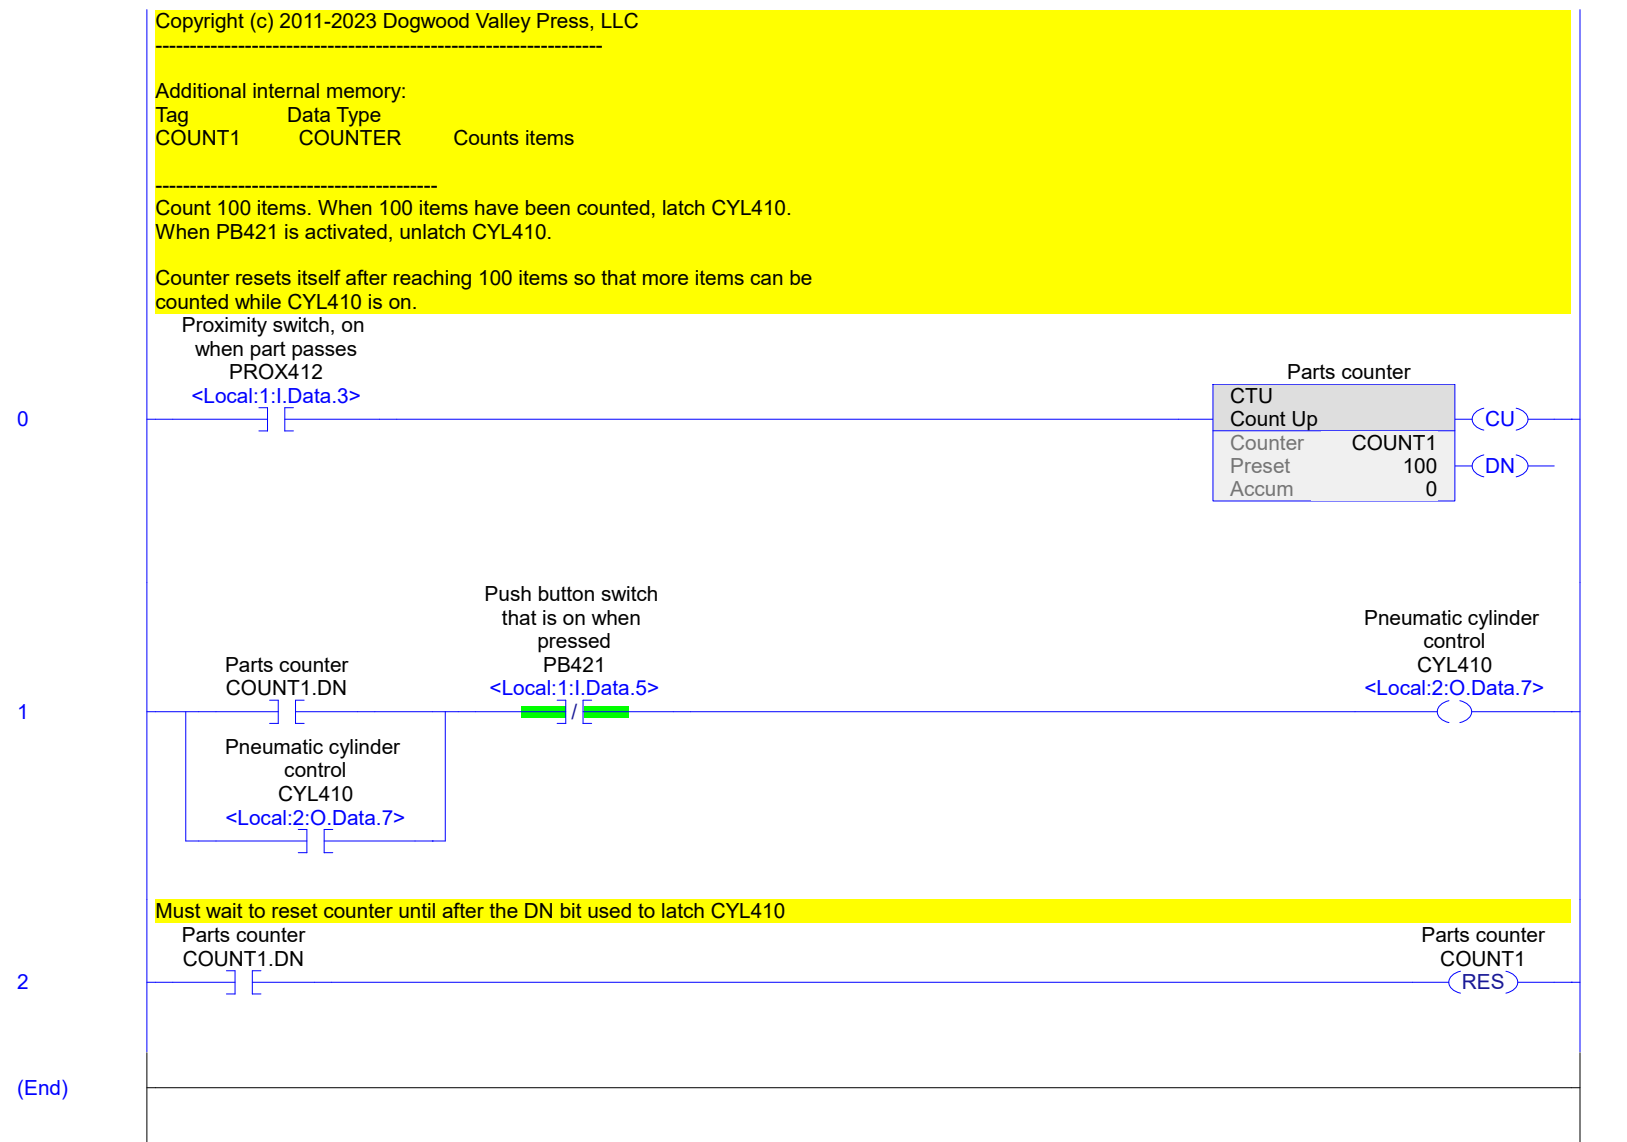 Copyright (c) 2011-2023 Dogwood Valley Press, LLC
-----------------------------------------------------------------
Additional internal memory:
Tag Data Type
COUNT1 COUNTER Counts items
-----------------------------------------
Count 100 items. When 100 items have been counted, latch CYL410.
When PB421 is activated, unlatch CYL410.
Counter resets itself after reaching 100 items so that more items can be
counted while CYL410 is on.
Proximity switch, on
when part passes
PROX412
<Local:1:I.Data.3>
Parts counter
CTU
Count Up
Counter COUNT1
Preset 100
Accum 0
CU
DN
0
Push button switch
that is on when
pressed
PB421
<Local:1:I.Data.5>
Pneumatic cylinder
control
CYL410
<Local:2:O.Data.7>
Parts counter
COUNT1.DN
/
1
Pneumatic cylinder
control
CYL410
<Local:2:O.Data.7>
Must wait to reset counter until after the DN bit used to latch CYL410
Parts counter
COUNT1.DN
Parts counter
COUNT1
2
RES
(End)